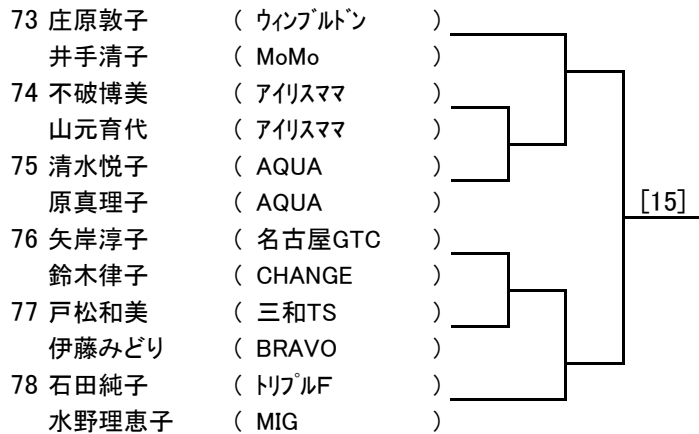 73 庄原敦子 ( ウィンブルドン )
井手清子 ( MoMo )
74 不破博美 ( アイリスママ )
山元育代 ( アイリスママ )
75 清水悦子 ( AQUA )
原真理子 ( AQUA )
[15]
76 矢岸淳子 ( 名古屋GTC )
鈴木律子 ( CHANGE )
77 戸松和美 ( 三和TS )
伊藤みどり ( BRAVO )
78 石田純子 ( トリプルF )
水野理恵子 ( MIG )